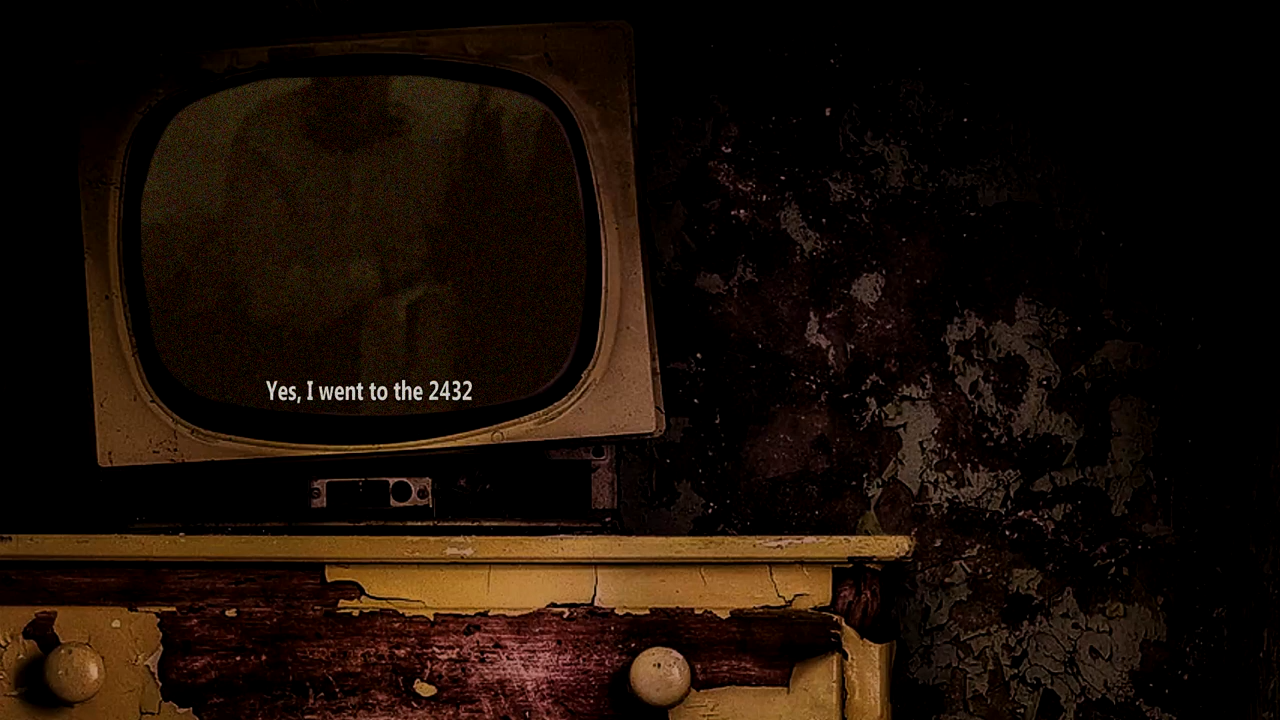 Yes, I went to the 2432